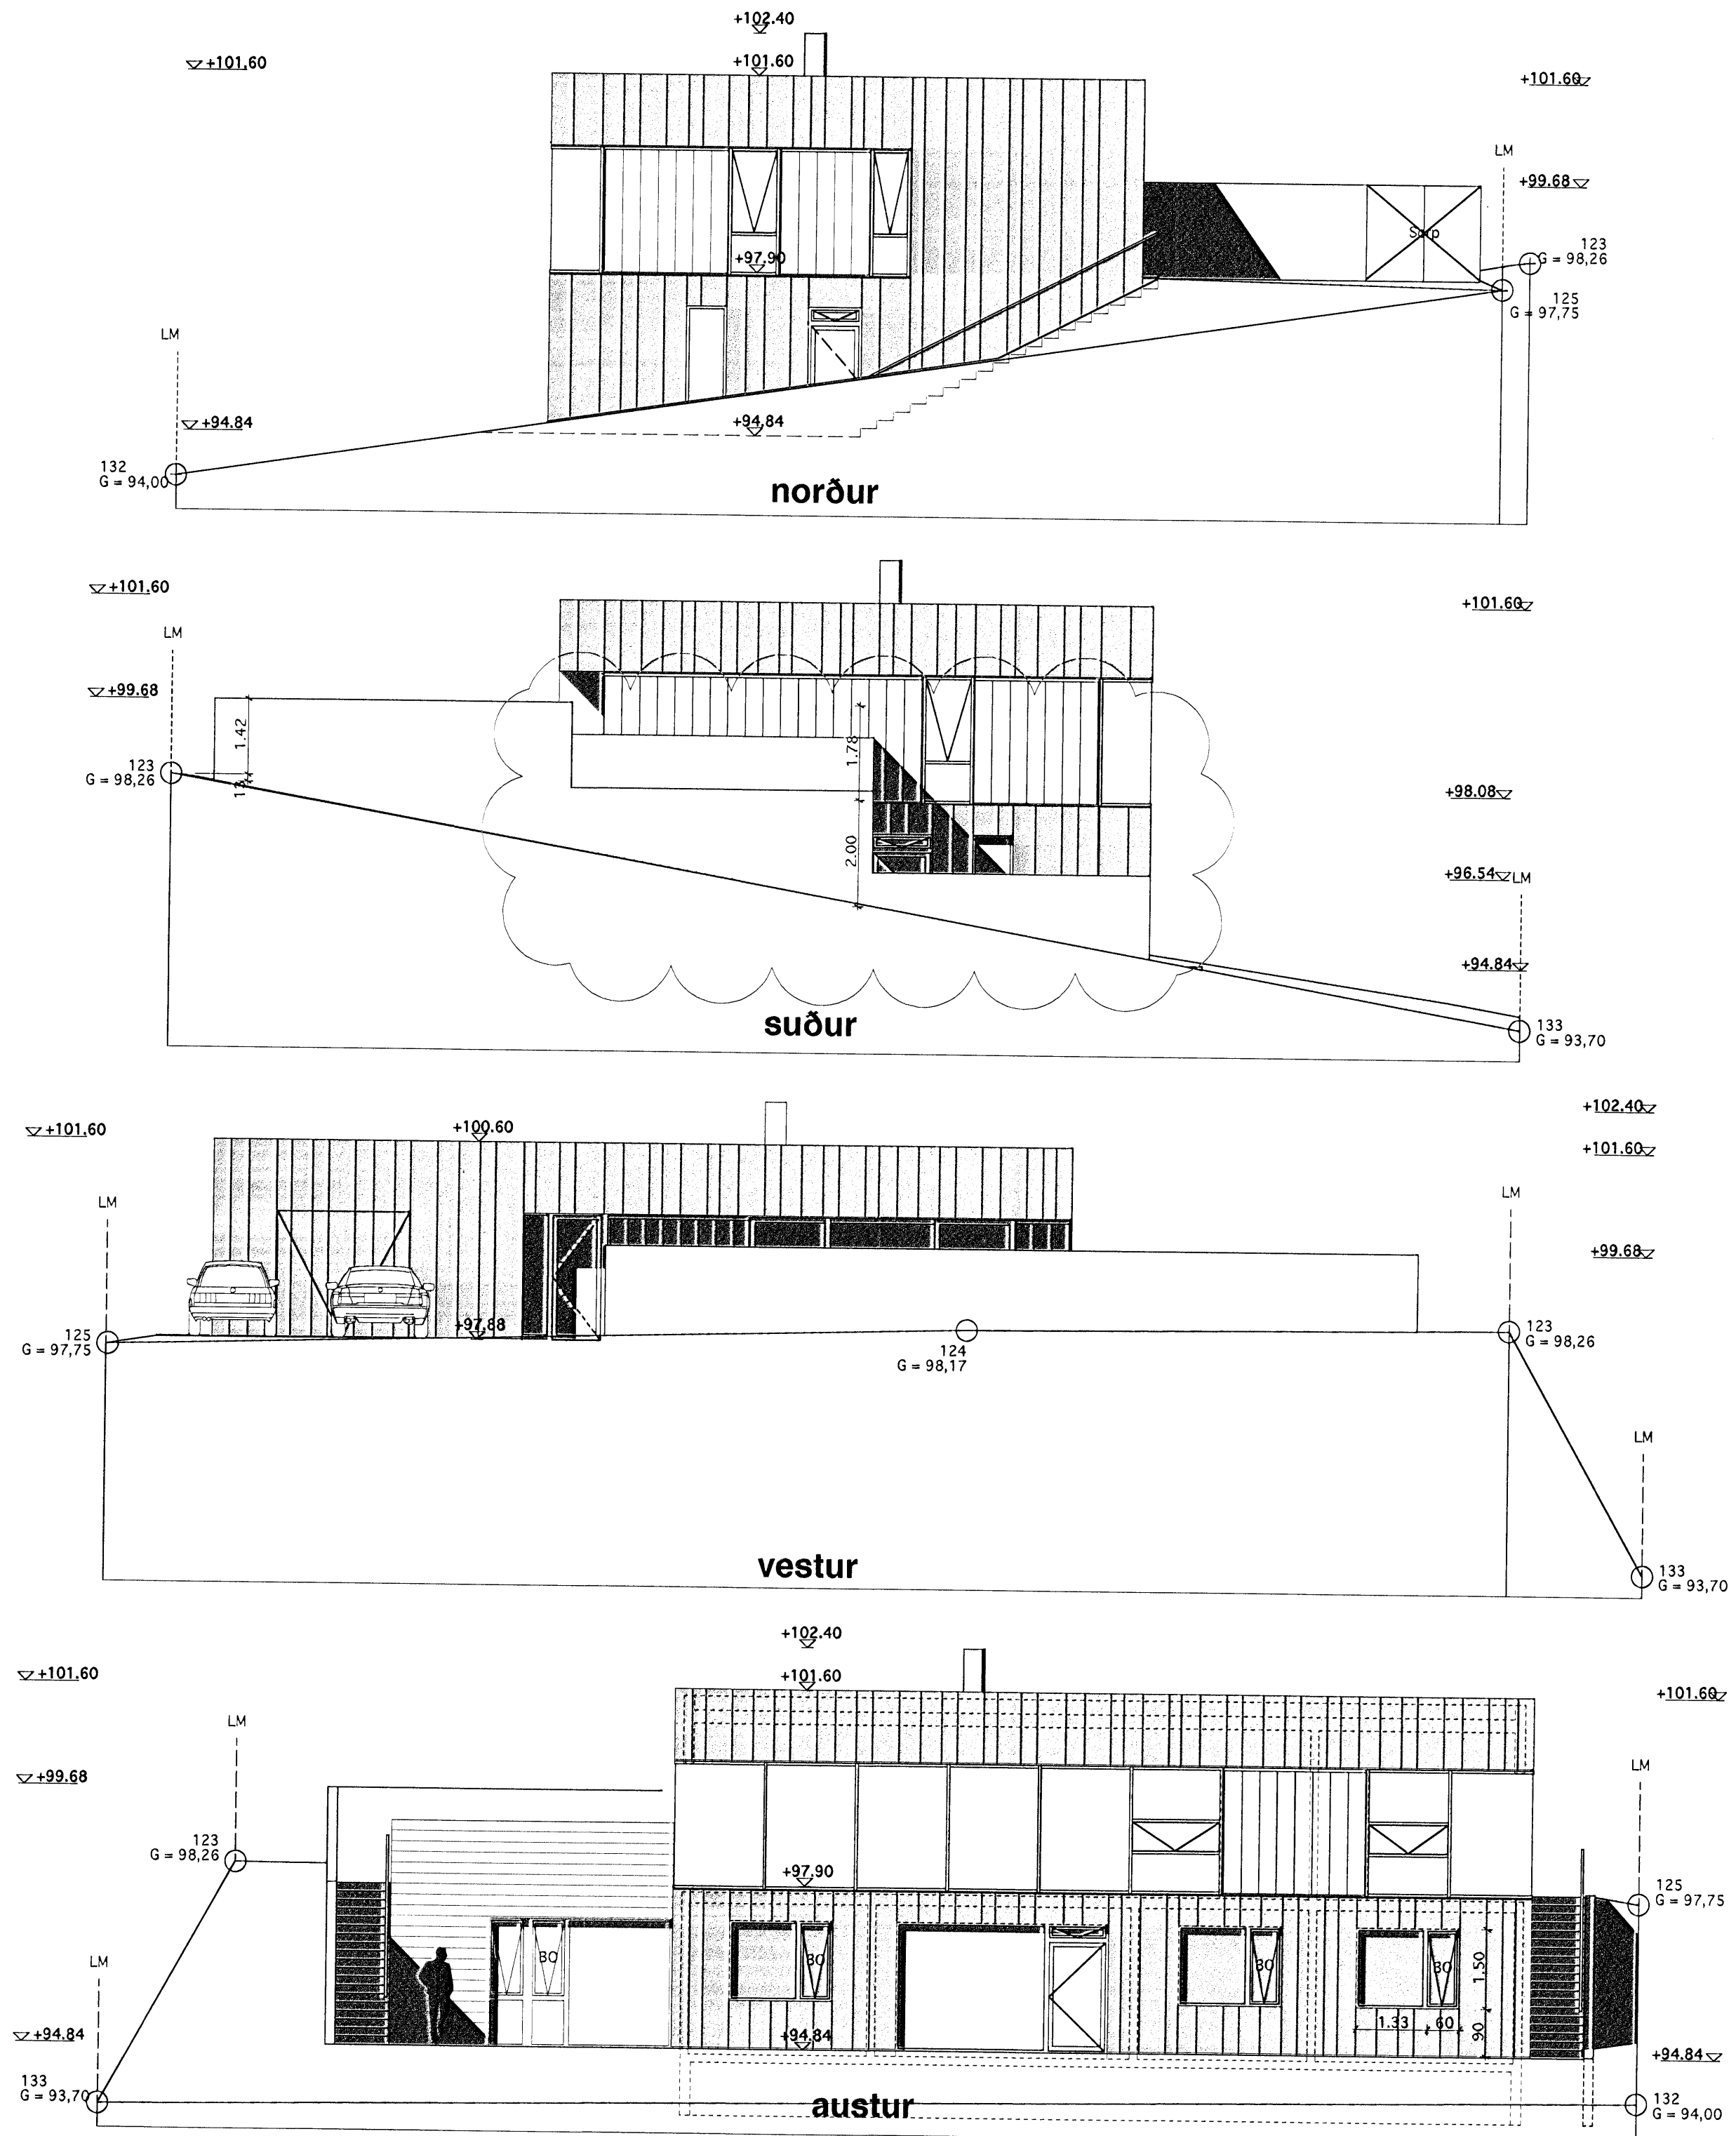 +102.40
+101.60
+101.60
+101.60
LM
+99.68
Sorp
123
G = 98,26
+97.90
125
G = 97,75
LM
+94.84
+94.84
132
G = 94,00
norður
+101.60
+101.60
LM
+99.68
1.42
1.78
123
G = 98,26
13
+98.08
2.00
+96.54
LM
+94.84
suður
133
G = 93,70
+102.40
+101.60
+100.60
+101.60
LM
LM
+99.68
125
G = 97,75
+97.88
124
G = 98,17
123
G = 98,26
LM
vestur
133
G = 93,70
+102.40
+101.60
+101.60
+101.60
LM
LM
+99.68
123
G = 98,26
+97.90
125
G = 97,75
BO
BO
BO
BO
1.50
LM
1.33
60
90
+94.84
+94.84
+94.84
133
G = 93,70
austur
132
G = 94,00